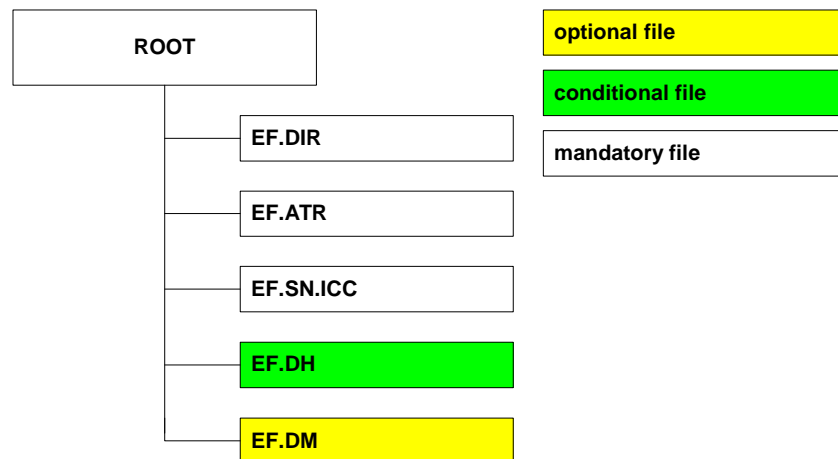 ROOT
EF.DIR
EF.ATR
EF.SN.ICC
EF.DH
EF.DM
optional file
conditional file
mandatory file